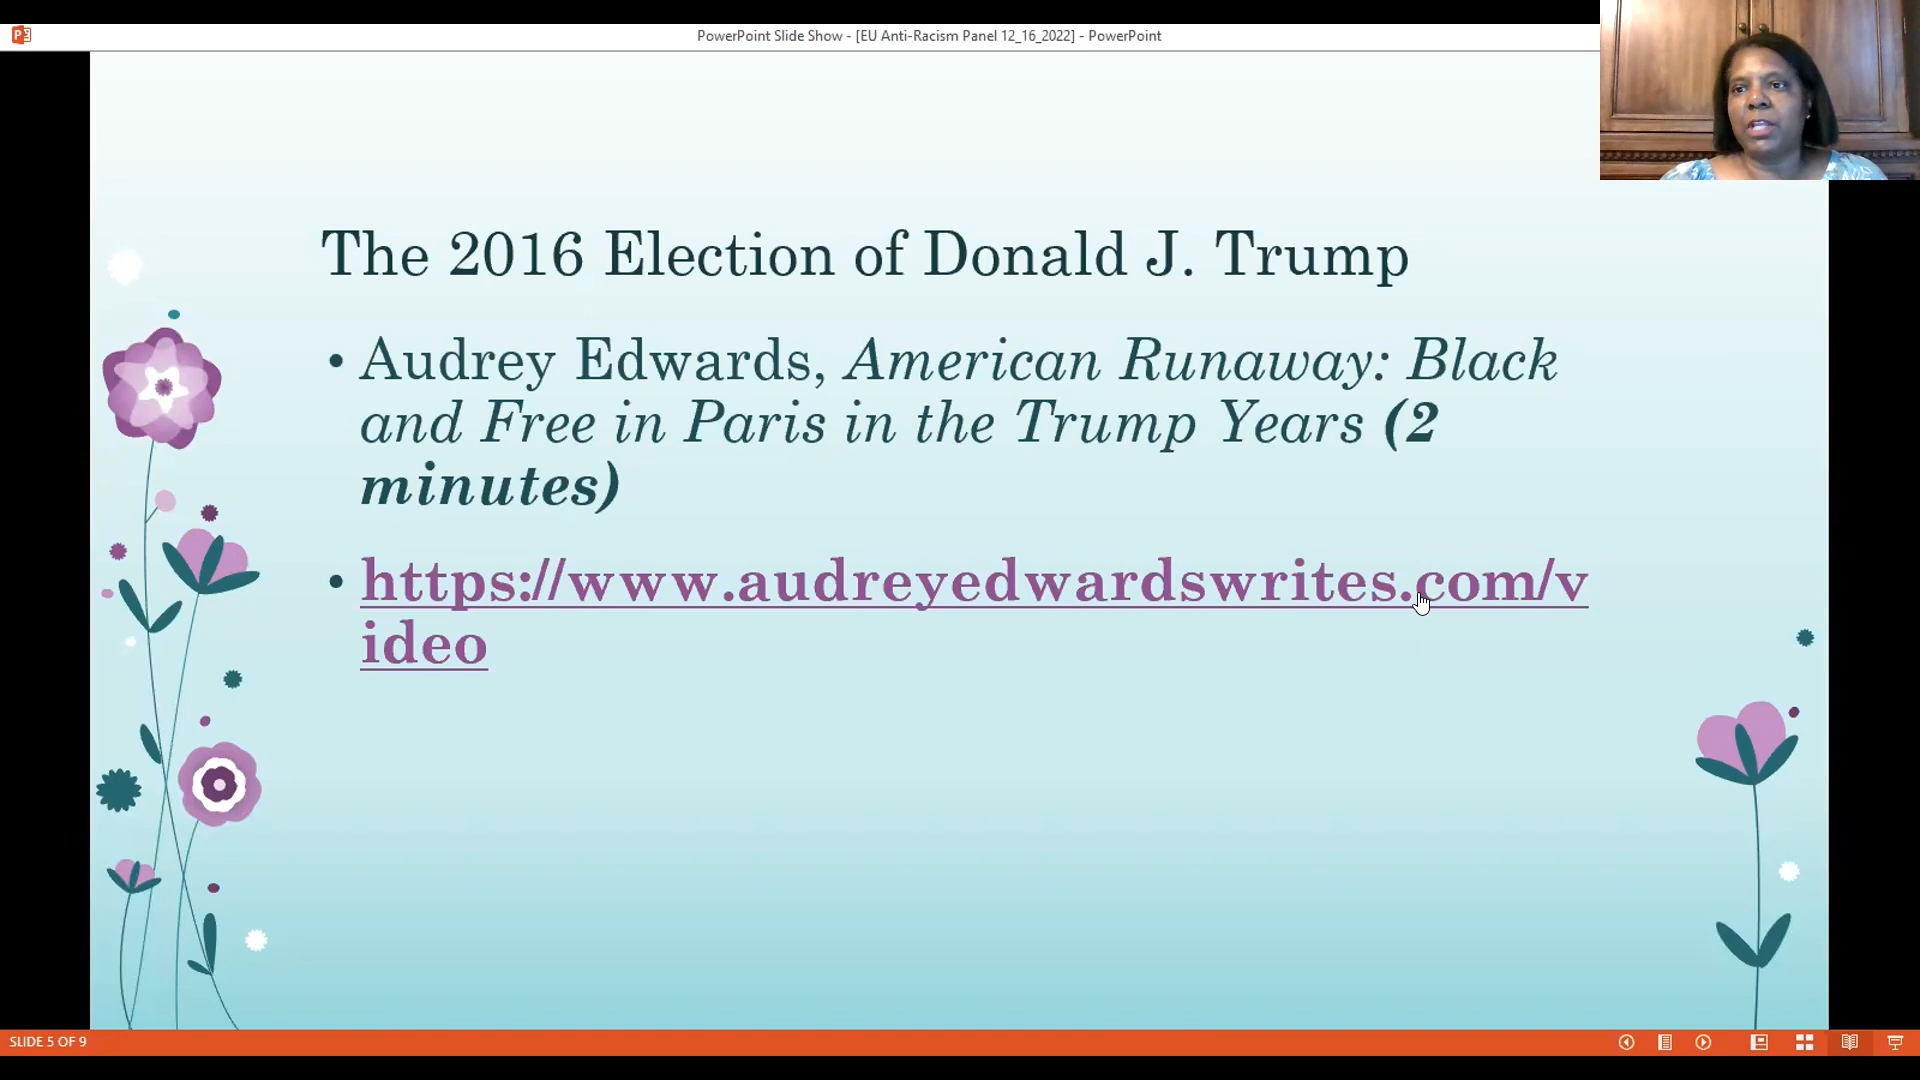 PowerPoint Slide Show - [EU Anti-Racism Panel 12_16_2022] - PowerPoint
The 2016 Election of Donald J. Trump
• Audrey Edwards, American Runaway: Black
and Free in Paris in the Trump Years (2
minutes)
• https://www.audreyedwardswrites.com/v
ideo
SLIDE 5 OF 9